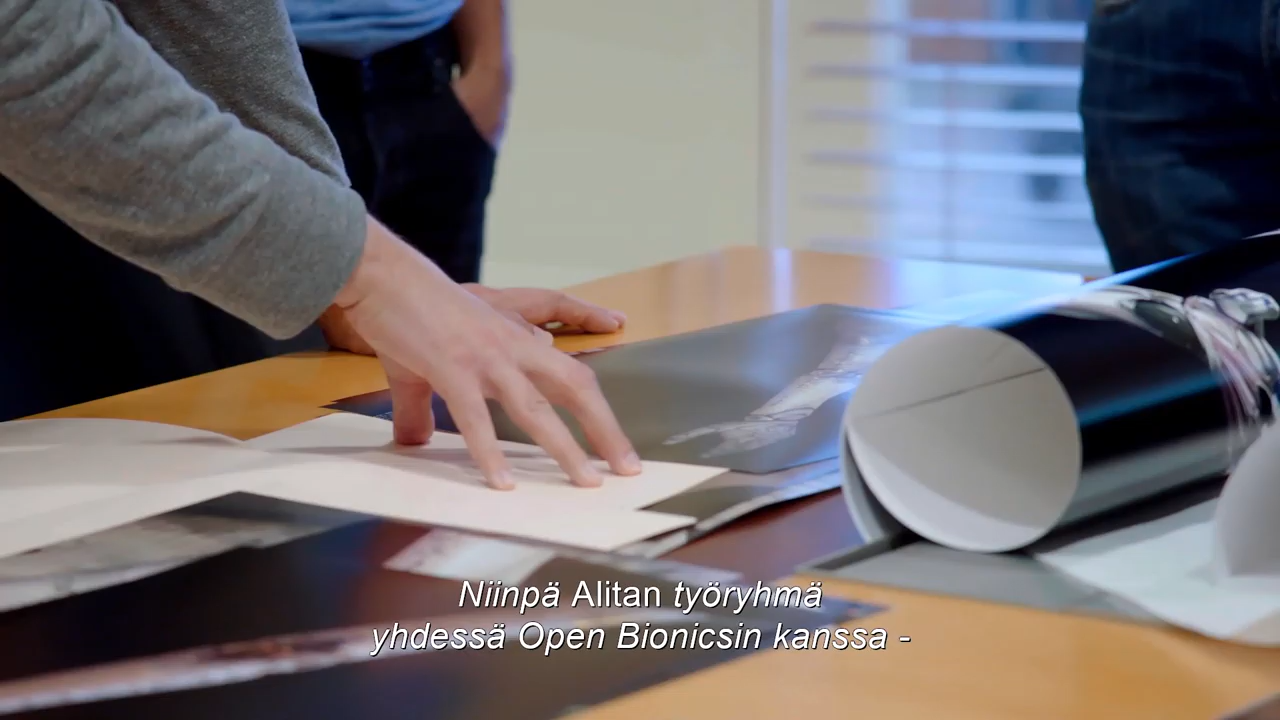 Niinpä Alitan työryhmä
yhdessä Open Bionicsin kanssa -